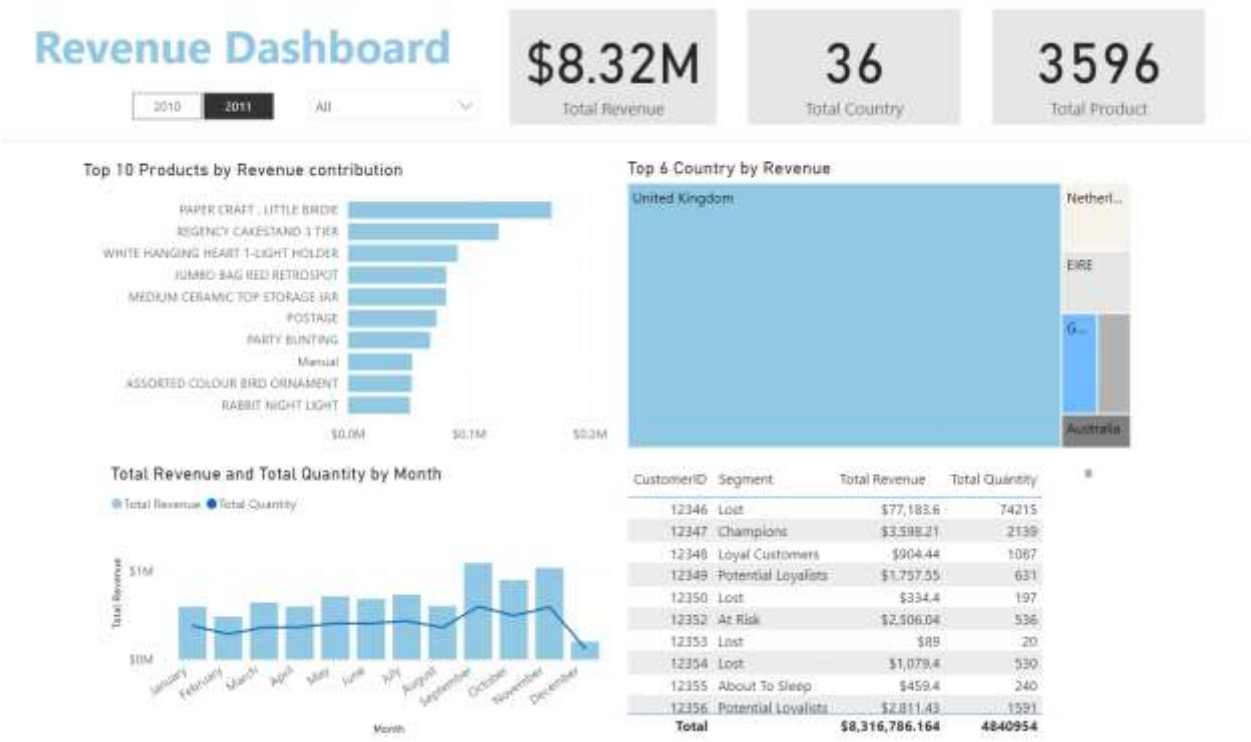 Revenue Dashboard
2010 2011 All
$8.32M
Total Revenue
36
Total Country
3596
Total Product
Top 10 Products by Revenue contribution
PAPER CRAFT , LITTLE BIRDIE
REGENCY CAKESTAND 3 TIER
WHITE HANGING HEART T-LIGHT HOLDER
JUMBO BAG RED RETROSPOT
MEDIUM CERAMIC TOP STORAGE JAR
POSTAGE
PARTY BUNTING
Manual
ASSORTED COLOUR BIRD ORNAMENT
RABBIT NIGHT LIGHT
$0.0M $0.1M $0.2M
Top 6 Country by Revenue
United Kingdom
Netherl...
EIRE
G...
Australia
Total Revenue and Total Quantity by Month
Total Revenue Total Quantity
Total Revenue
$1M
$0M
January February March April May June July August September October November December
Month
CustomerID Segment Total Revenue Total Quantity
12346 Lost $77,183.6 74215
12347 Champions $3,598.21 2139
12348 Loyal Customers $904.44 1087
12349 Potential Loyalists $1,757.55 631
12350 Lost $334.4 197
12352 At Risk $2,506.04 536
12353 Lost $89 20
12354 Lost $1,079.4 530
12355 About To Sleep $459.4 240
12356 Potential Loyalists $2,811.43 1591
Total $8,316,786.164 4840954